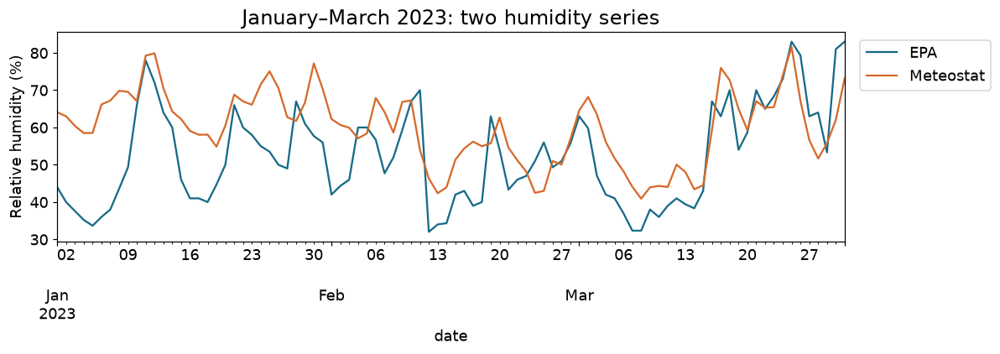 January–March 2023: two humidity series
EPA
Meteostat
Relative humidity (%)
80
70
60
50
40
30
02 09 16 23 30 06 13 20 27 06 13 20 27
Jan Feb Mar
2023
date